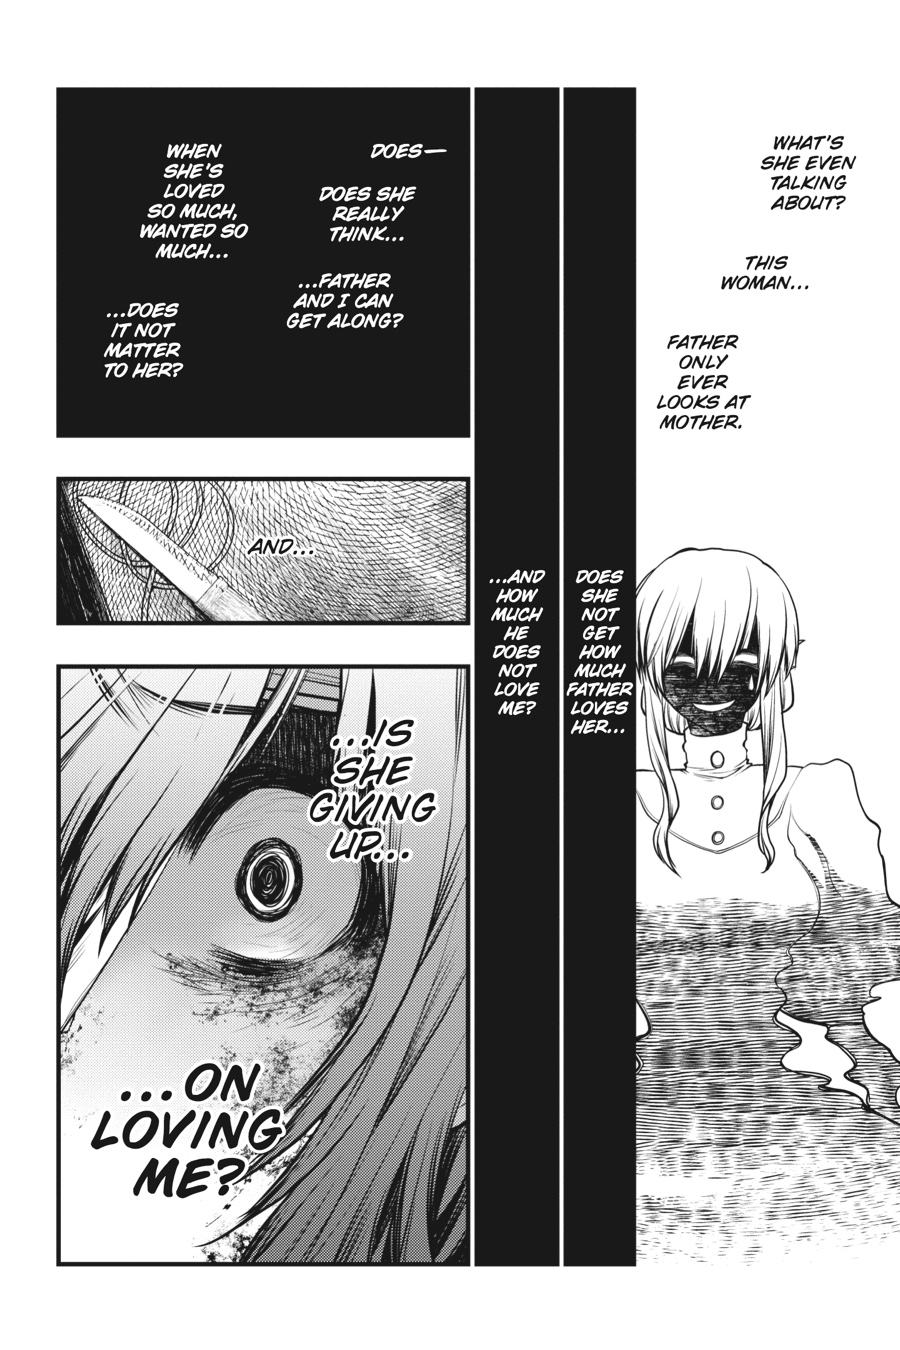 WHAT'S
SHE EVEN
TALKING
ABOUT?
THIS
WOMAN...
FATHER
ONLY
EVER
LOOKS AT
MOTHER.
DOES
SHE
NOT
GET
HOW
MUCH
FATHER
LOVES
HER...
...AND
HOW
MUCH
HE
DOES
NOT
LOVE
ME?
DOES—
DOES SHE
REALLY
THINK...
...FATHER
AND I CAN
GET ALONG?
WHEN
SHE'S
LOVED
SO MUCH,
WANTED SO
MUCH...
...DOES
IT NOT
MATTER
TO HER?
AND...
...IS
SHE
GIVING
UP...
...ON
LOVING
ME?